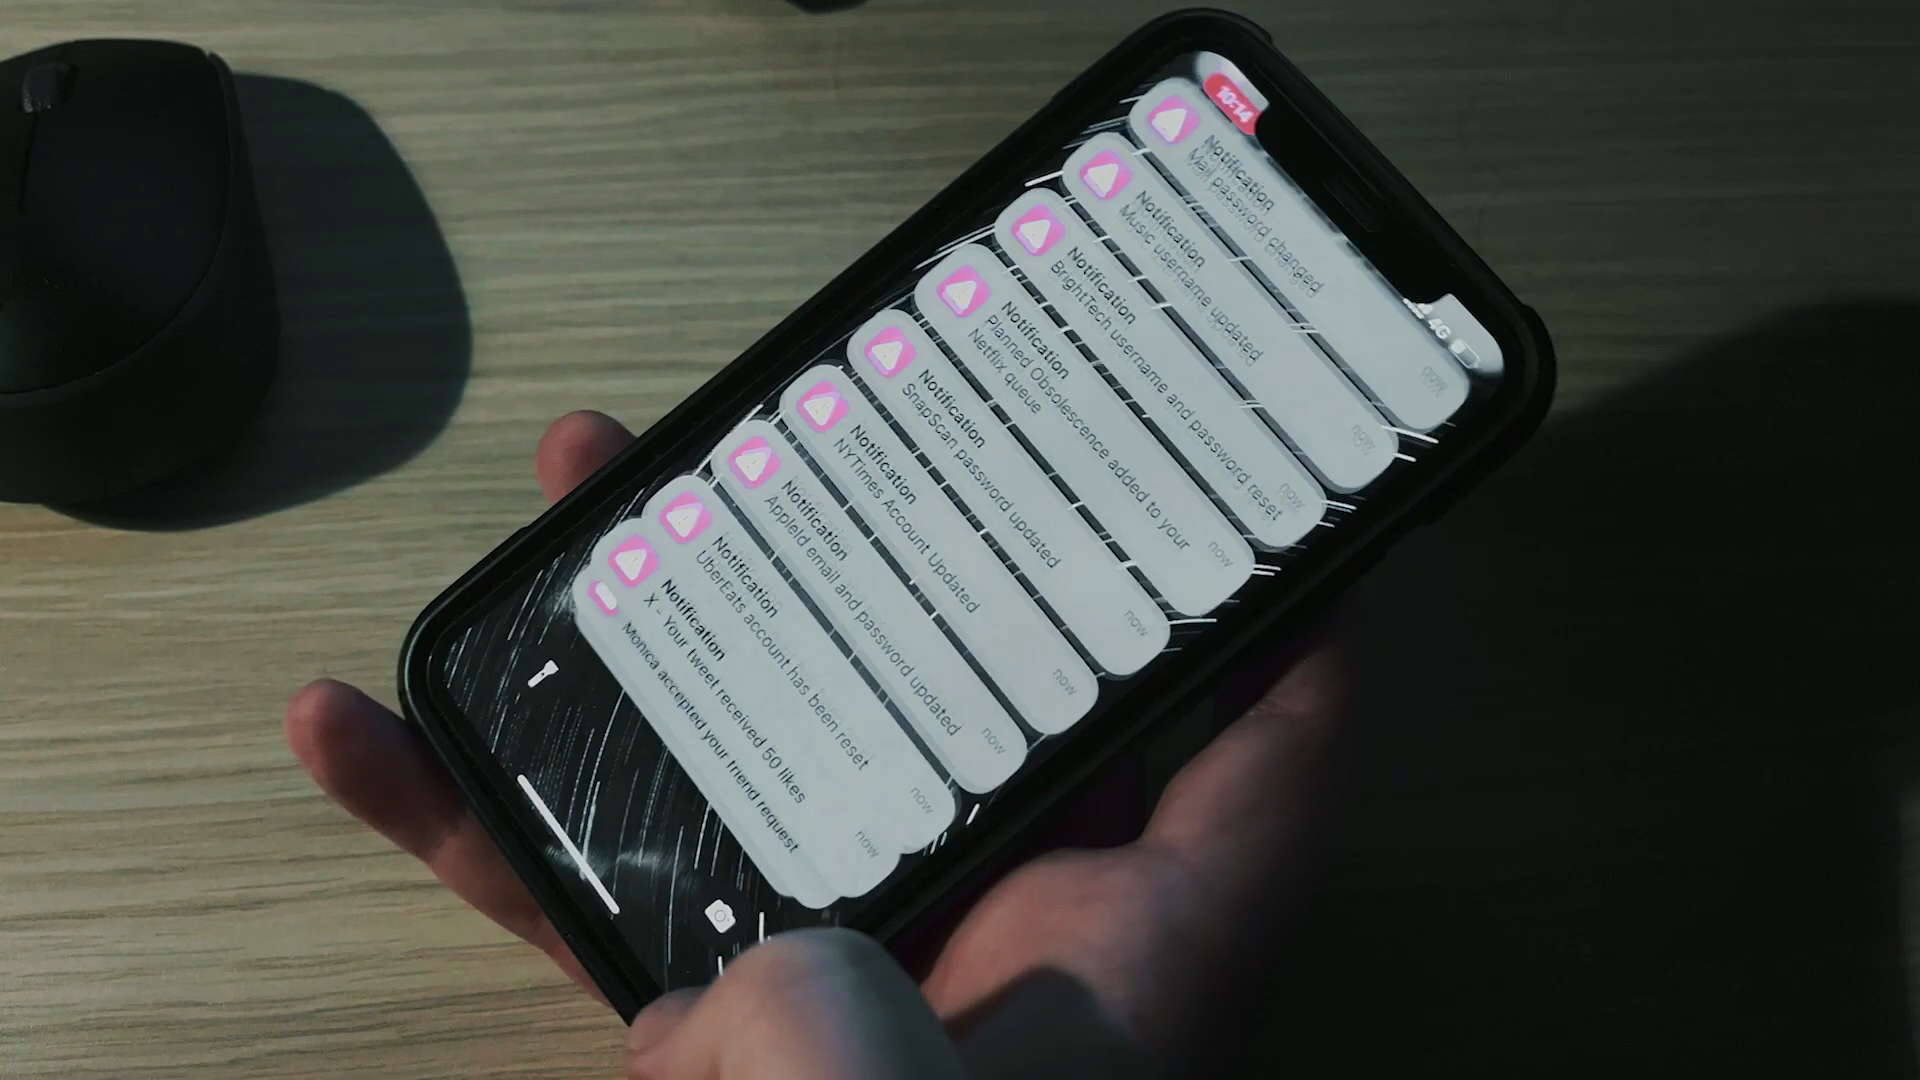 10:14
4G
Notification
Mail password changed
now
Notification
Music username updated
now
Notification
BrightTech username and password reset
now
Notification
Planned Obsolescence added to your
Netflix queue
now
Notification
SnapScan password updated
now
Notification
NYTimes Account Updated
now
Notification
AppleId email and password updated
now
Notification
UberEats account has been reset
now
Notification
X - Your tweet received 50 likes
now
Monica accepted your friend request